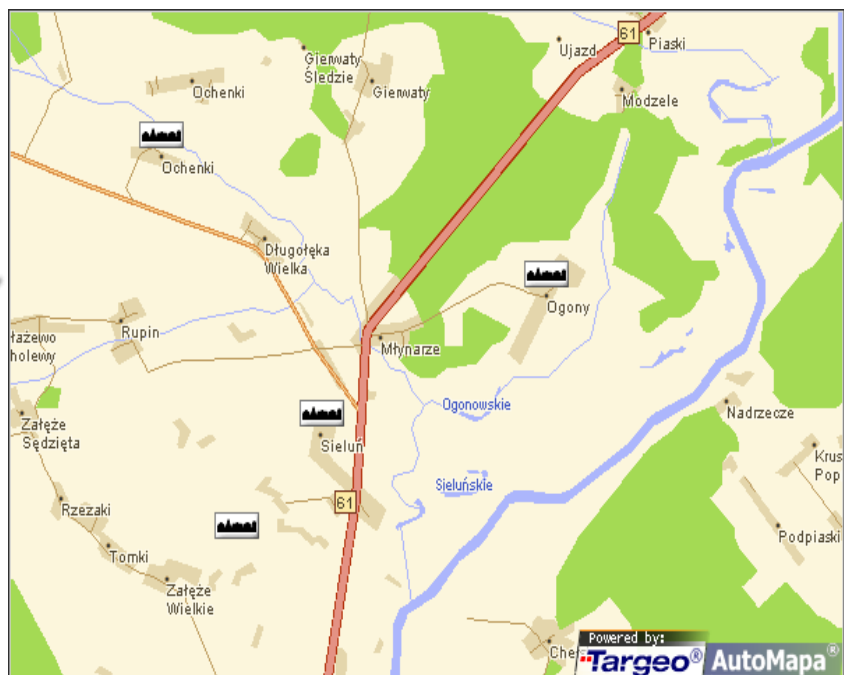 61
Piaski
Ujazd
Gierwaty
Śledzie
Gierwaty
Ochenki
Modzele
Ochenki
Długołęka
Wielka
Ogony
Rupin
Młynarze
Ogonowskie
Nadrzecze
Załęże
Sędzięta
Sieluń
Sieluńskie
61
Rzeżaki
Podpiaski
Tomki
Załęże
Wielkie
Powered by:
Targeo® AutoMapa®